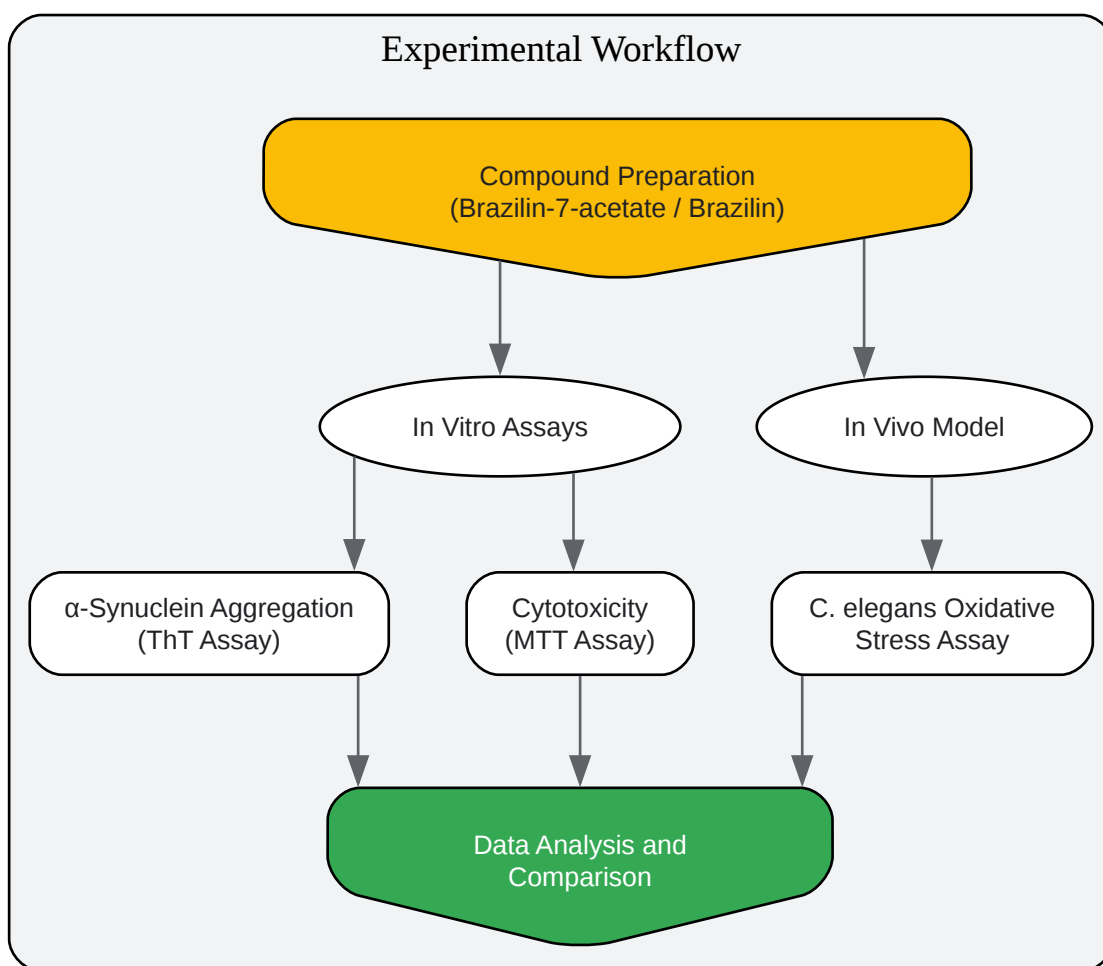 Experimental Workflow
Compound Preparation
(Brazilin-7-acetate / Brazilin)
In Vitro Assays
In Vivo Model
α-Synuclein Aggregation
(ThT Assay)
Cytotoxicity
(MTT Assay)
C. elegans Oxidative
Stress Assay
Data Analysis and
Comparison